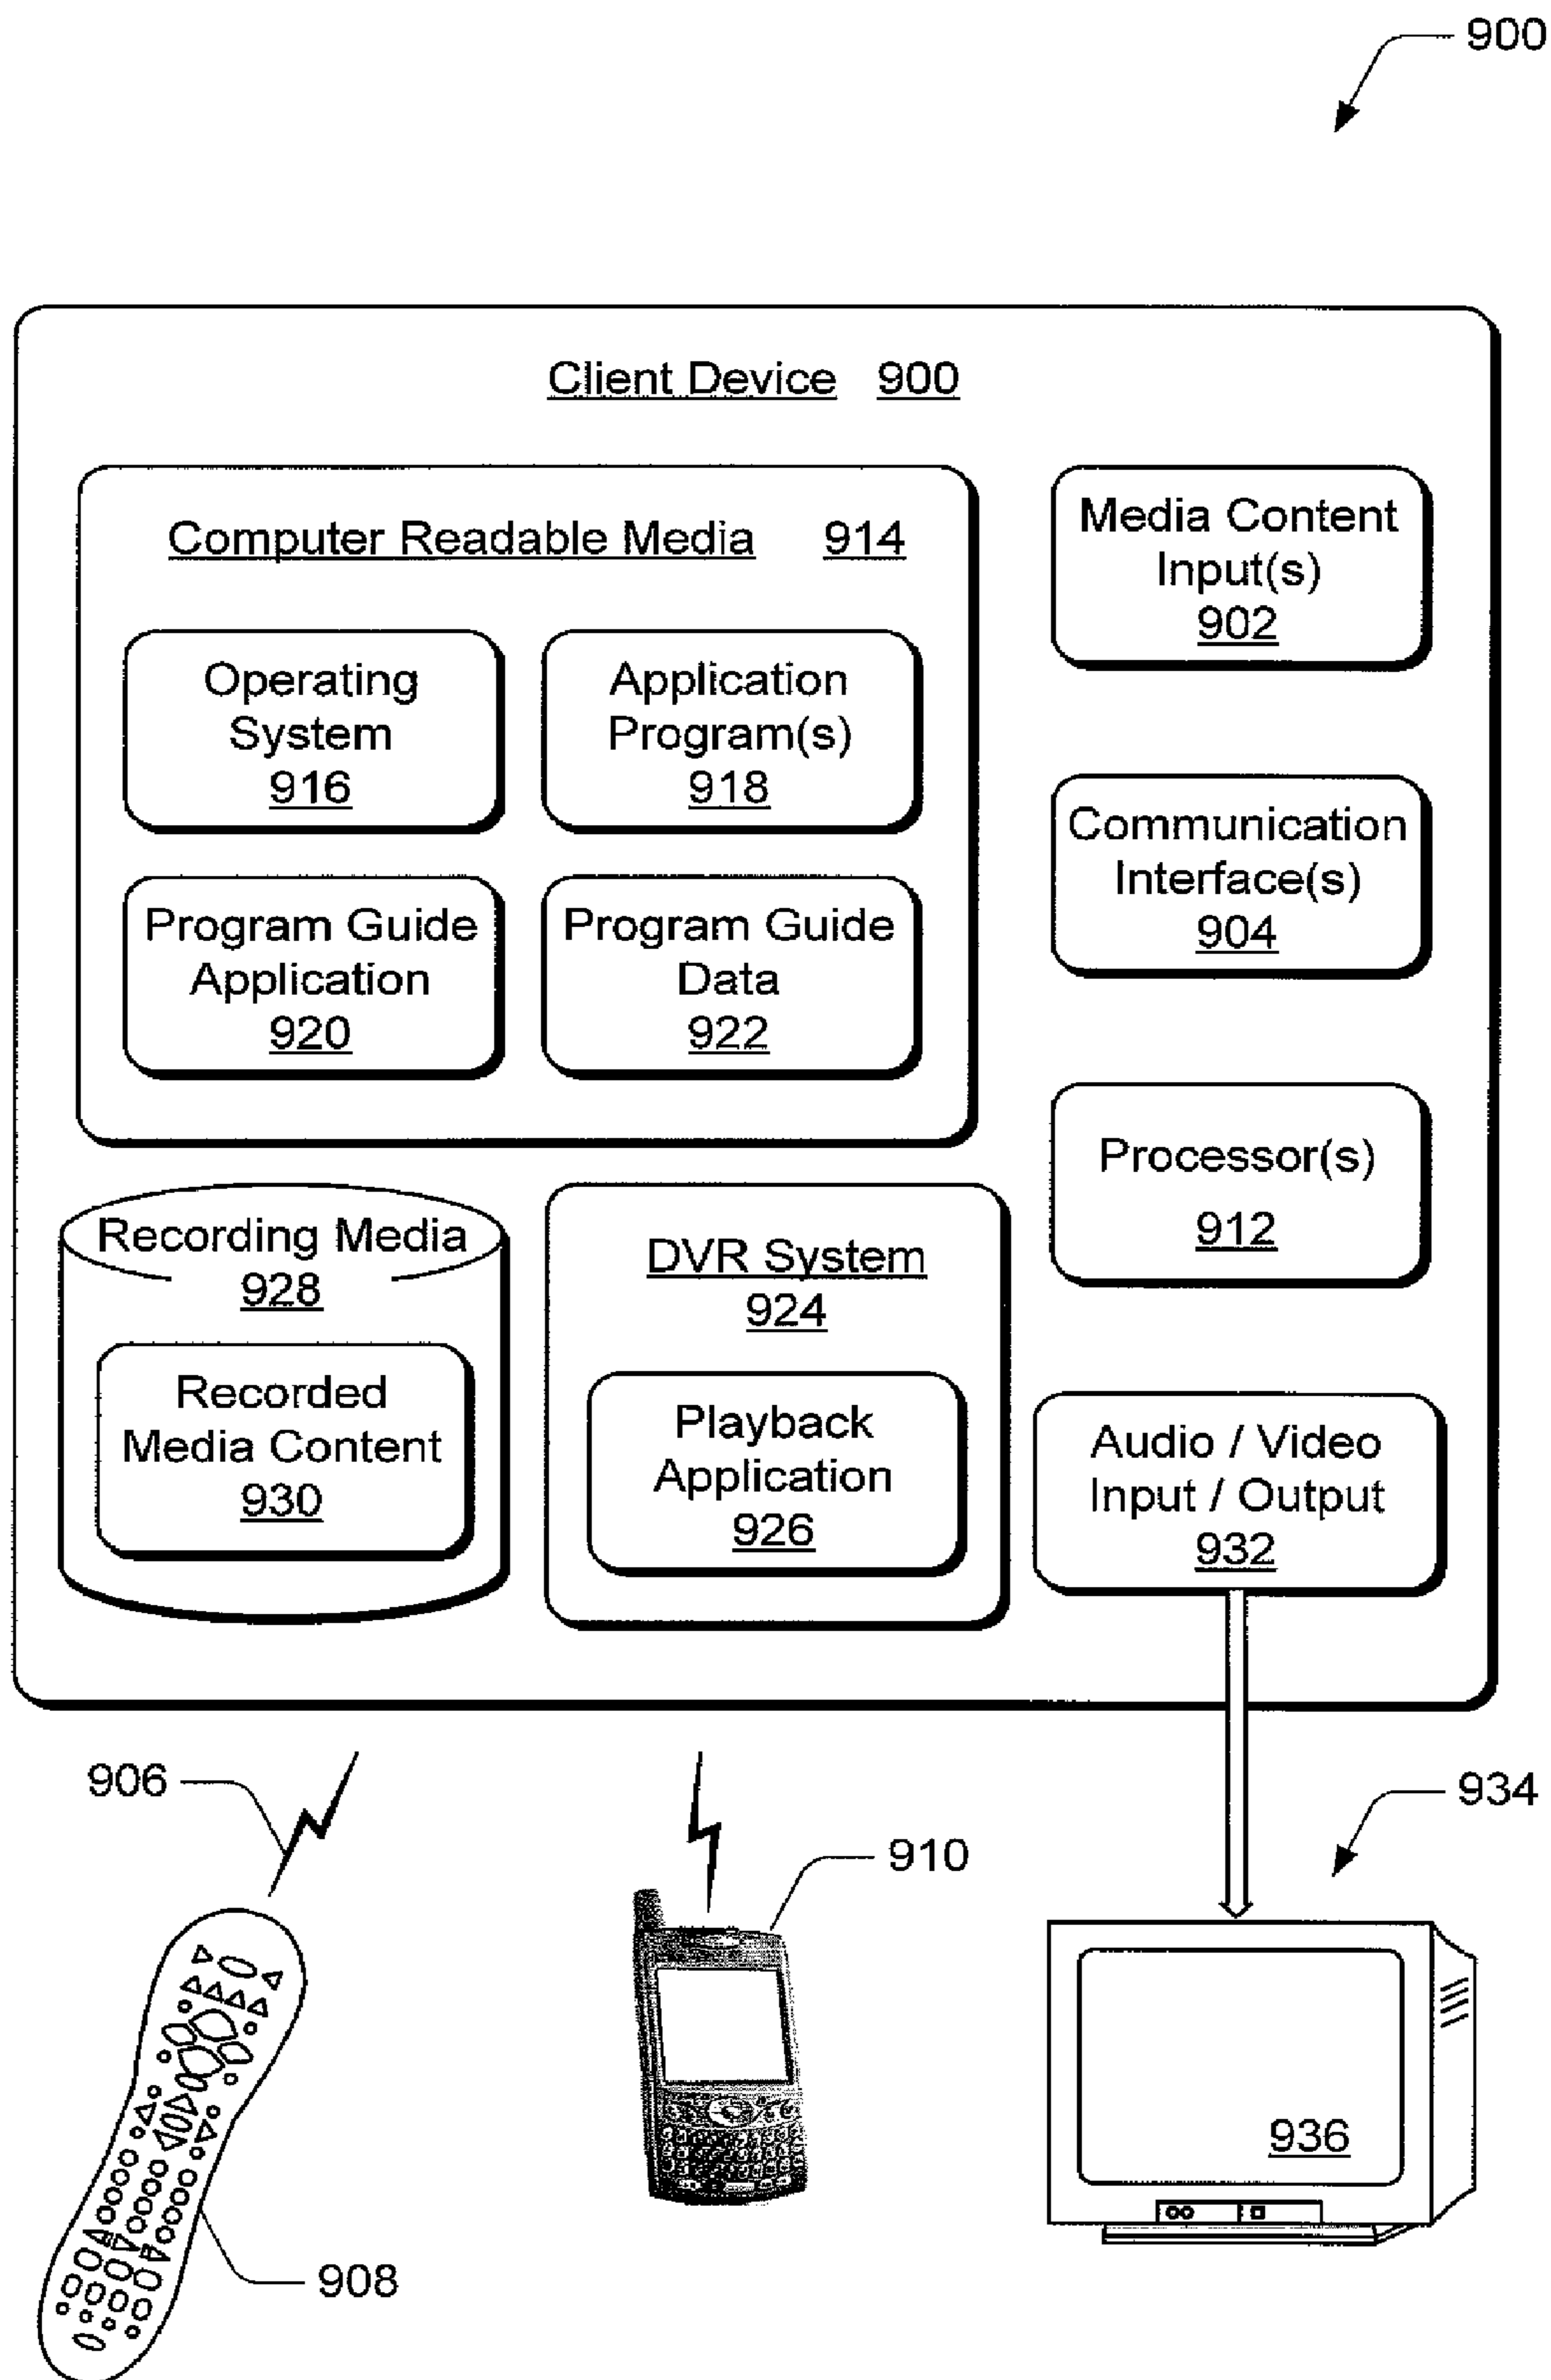 900
Client Device 900
Computer Readable Media 914
Operating
System
916
Application
Program(s)
918
Program Guide
Application
920
Program Guide
Data
922
Media Content
Input(s)
902
Communication
Interface(s)
904
Processor(s)
912
Recording Media
928
Recorded
Media Content
930
DVR System
924
Playback
Application
926
Audio / Video
Input / Output
932
906
910
934
936
908